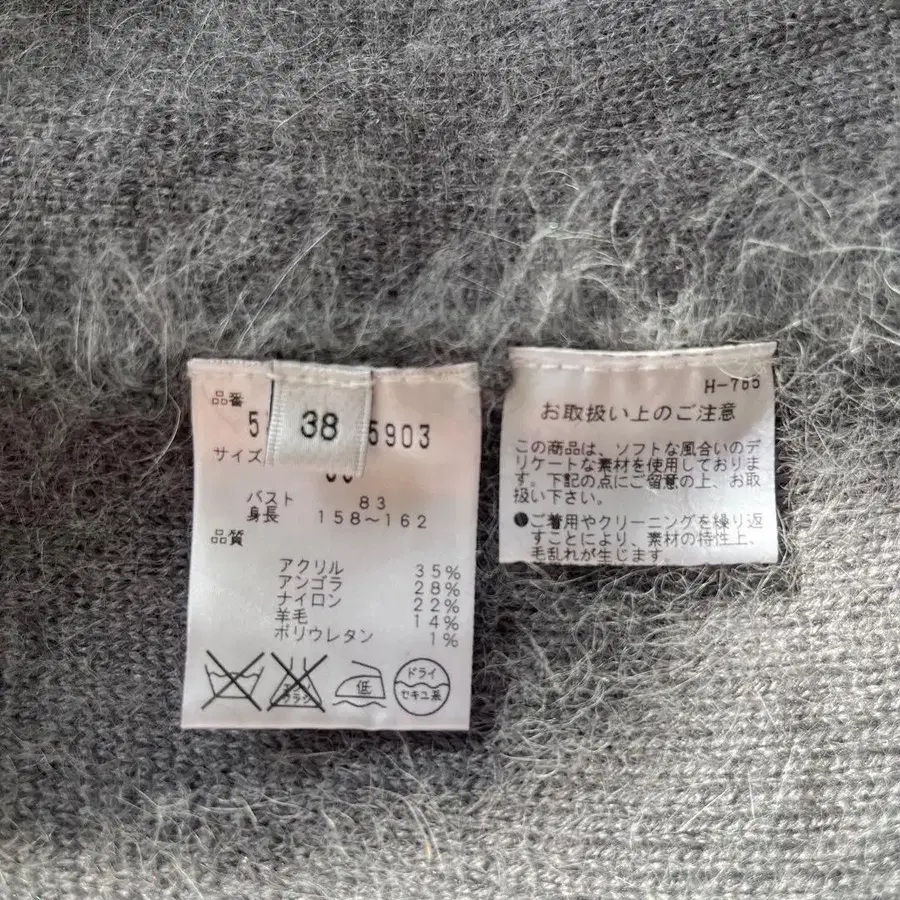 品番
5
38
5903
サイズ
バスト 83
身長 158〜162
品質
アクリル 35%
アンゴラ 28%
ナイロン 22%
羊毛 14%
ポリウレタン 1%
低
ドライ
セキユ系
H-765
お取扱い上のご注意
この商品は、ソフトな風合いのデ
リケートな素材を使用しておりま
す。下記の点にご留意の上、お取
扱い下さい。
●ご着用やクリーニングを繰り返
すことにより、素材の特性上、
毛乱れが生じます。